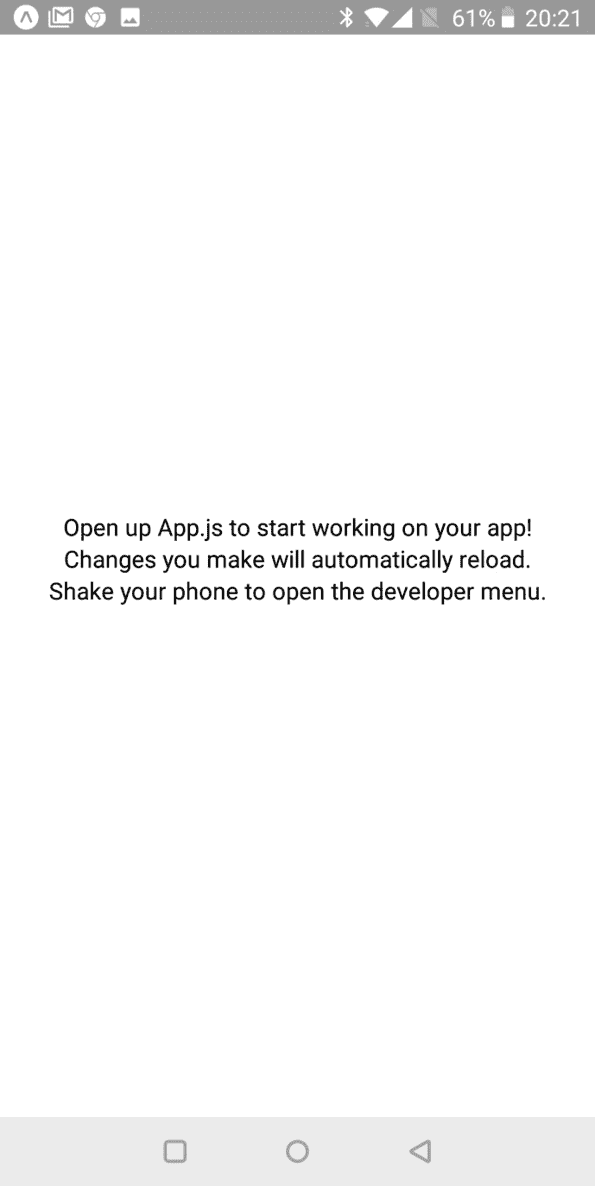 61% 20:21
Open up App.js to start working on your app!
Changes you make will automatically reload.
Shake your phone to open the developer menu.